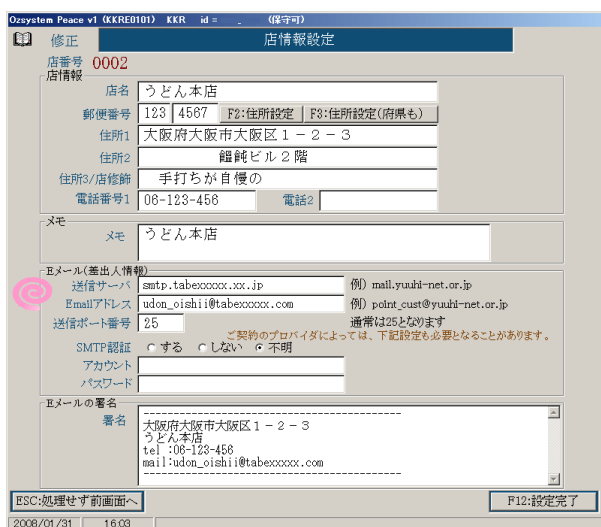 Ozsystem Peace v1 (KKRE0101) KKR id = (保守可)
修正 店情報設定
店番号 0002
店情報
店名 うどん本店
郵便番号 123 4567 F2:住所設定 F3:住所設定(府県も)
住所1 大阪府大阪市大阪区１－２－３
住所2 饂飩ビル２階
住所3/店修飾 手打ちが自慢の
電話番号1 06-123-456 電話2
メモ
メモ うどん本店
Eメール(差出人情報)
送信サーバ smtp.tabexxxx.xx.jp 例) mail.yuuhi-net.or.jp
Emailアドレス udon_oishii@tabexxxx.com 例) point_cust@yuuhi-net.or.jp
送信ポート番号 25 通常は25となります
ご契約のプロバイダによっては、下記設定も必要となることがあります。
SMTP認証 する しない 不明
アカウント
パスワード
Eメールの署名
署名 ----------------------------------------
大阪府大阪市大阪区１－２－３
うどん本店
tel :06-123-456
mail:udon_oishii@tabexxxx.com
----------------------------------------
ESC:処理せず前画面へ F12:設定完了
2008/01/31 16:03